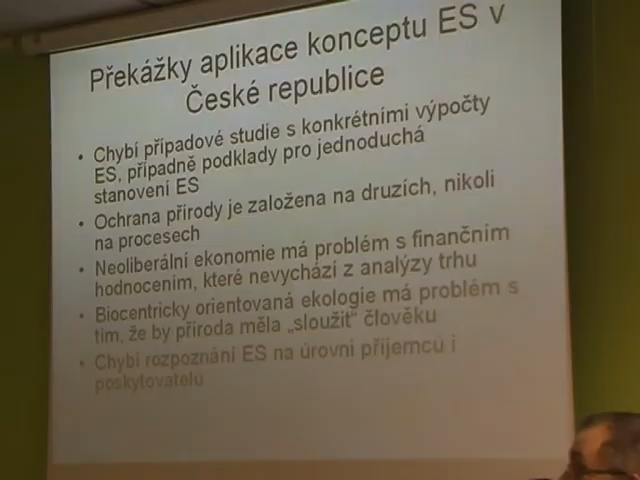 Překážky aplikace konceptu ES v
České republice
• Chybí případové studie s konkrétními výpočty
ES, případně podklady pro jednoduchá
stanovení ES
• Ochrana přírody je založena na druzích, nikoli
na procesech
• Neoliberální ekonomie má problém s finančním
hodnocením, které nevychází z analýzy trhu
• Biocentricky orientovaná ekologie má problém s
tím, že by příroda měla „sloužit“ člověku
• Chybí rozpoznání ES na úrovni příjemců i
poskytovatelů